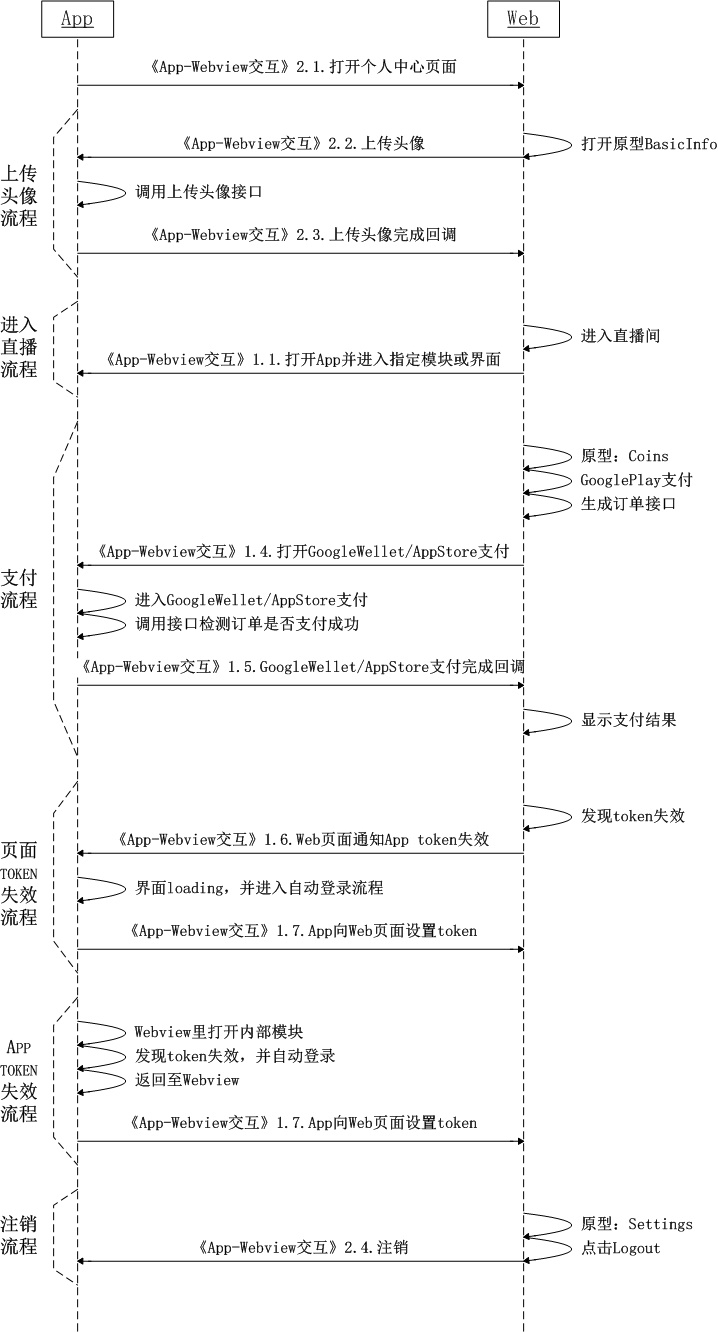 App
Web
《App-Webview交互》2.1.打开个人中心页面
上传
头像
流程
《App-Webview交互》2.2.上传头像
打开原型BasicInfo
调用上传头像接口
《App-Webview交互》2.3.上传头像完成回调
进入
直播
流程
进入直播间
《App-Webview交互》1.1.打开App并进入指定模块或界面
支付
流程
原型：Coins
GooglePlay支付
生成订单接口
《App-Webview交互》1.4.打开GoogleWellet/AppStore支付
进入GoogleWellet/AppStore支付
调用接口检测订单是否支付成功
《App-Webview交互》1.5.GoogleWellet/AppStore支付完成回调
显示支付结果
页面
TOKEN
失效
流程
发现token失效
《App-Webview交互》1.6.Web页面通知App token失效
界面loading，并进入自动登录流程
《App-Webview交互》1.7.App向Web页面设置token
APP
TOKEN
失效
流程
Webview里打开内部模块
发现token失效，并自动登录
返回至Webview
《App-Webview交互》1.7.App向Web页面设置token
注销
流程
原型：Settings
点击Logout
《App-Webview交互》2.4.注销